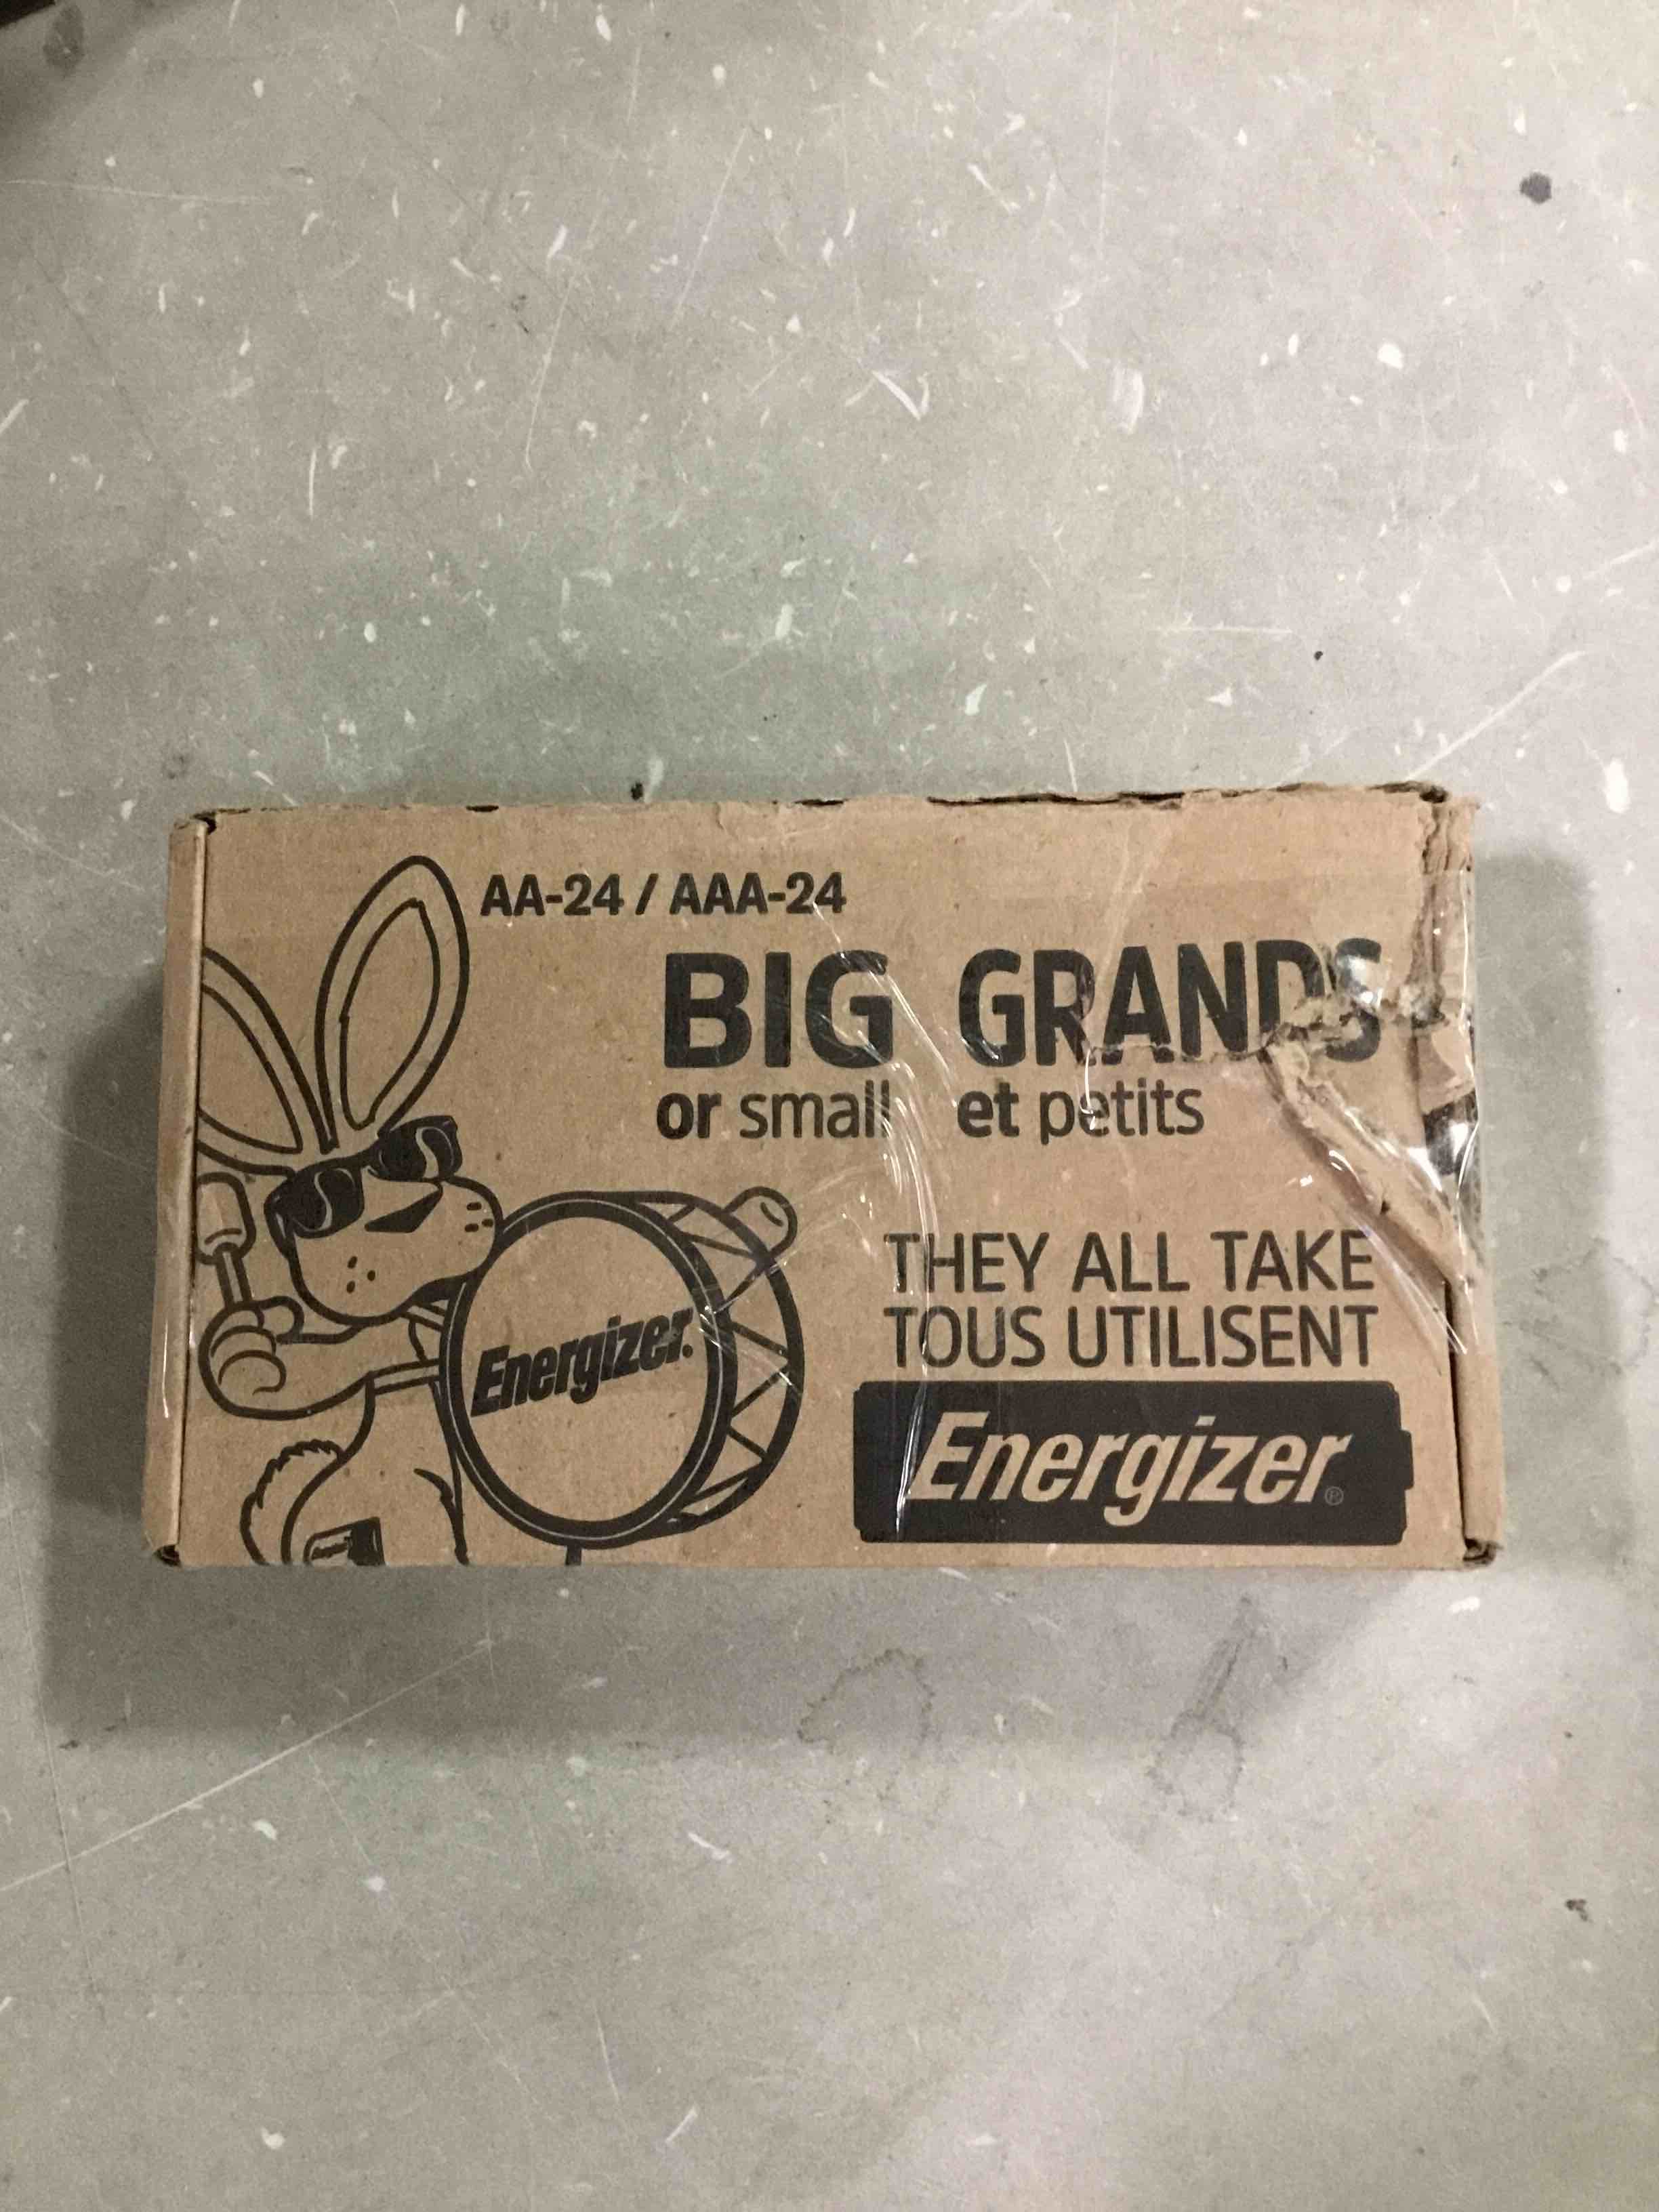 AA-24 / AAA-24
BIG GRANDS
or small et petits
THEY ALL TAKE
TOUS UTILISENT
Energizer®
Energizer.